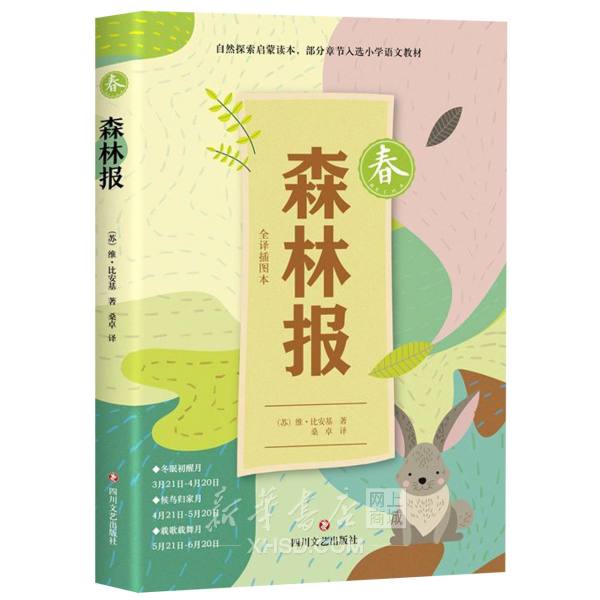 自然探索启蒙读本，部分章节入选小学语文教材
春
森林报
全译插图本
（苏）维·比安基 著
桑卓 译
◆冬眠初醒月
3月21日-4月20日
◆候鸟归家月
4月21日-5月20日
◆载歌载舞月
5月21日-6月20日
四川文艺出版社
春
森林报
（苏）维·比安基 著 桑卓 译
四川文艺出版社
新华书店
网上
商城
XHSD.COM